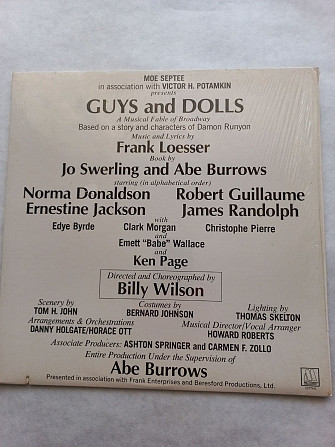 MOE SEPTEE
in association with VICTOR H. POTAMKIN
presents
GUYS and DOLLS
A Musical Fable of Broadway
Based on a story and characters of Damon Runyon
Music and Lyrics by
Frank Loesser
Book by
Jo Swerling and Abe Burrows
starring (in alphabetical order)
Norma Donaldson Robert Guillaume
Ernestine Jackson James Randolph
with
Edye Byrde Clark Morgan Christophe Pierre
and
Emett "Babe" Wallace
and
Ken Page
Directed and Choreographed by
Billy Wilson
Scenery by Costumes by Lighting by
TOM H. JOHN BERNARD JOHNSON THOMAS SKELTON
Arrangements & Orchestrations Musical Director/Vocal Arranger
DANNY HOLGATE/HORACE OTT HOWARD ROBERTS
Associate Producers: ASHTON SPRINGER and CARMEN F. ZOLLO
Entire Production Under the Supervision of
Abe Burrows
Presented in association with Frank Enterprises and Beresford Productions, Ltd.